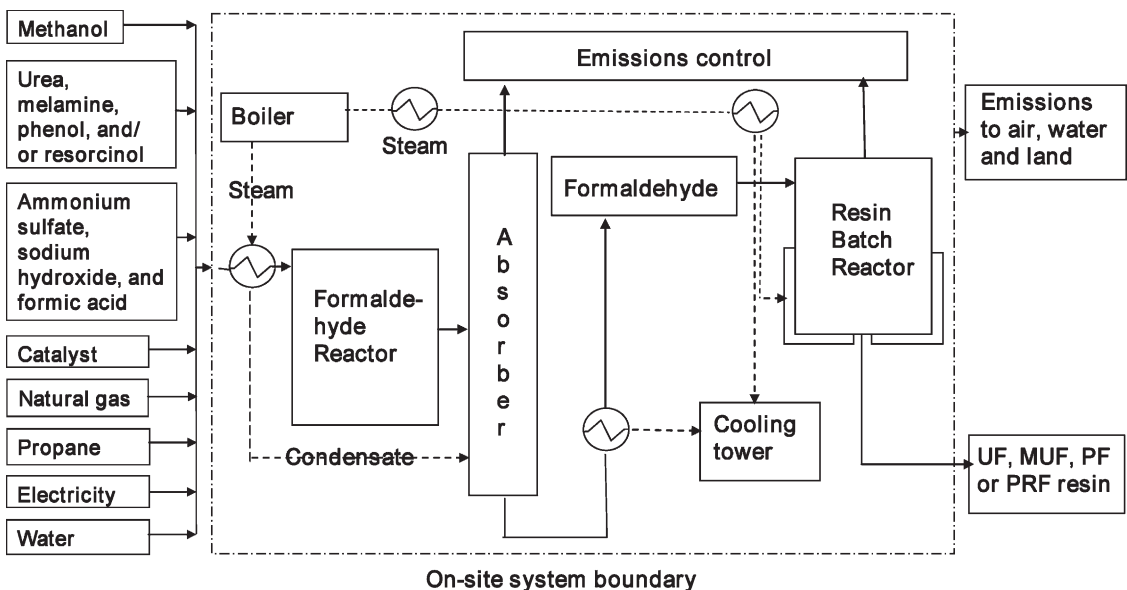 Methanol
Urea,
melamine,
phenol, and/
or resorcinol
Ammonium
sulfate,
sodium
hydroxide, and
formic acid
Catalyst
Natural gas
Propane
Electricity
Water
Emissions control
Boiler
Steam
Steam
Formalde-
hyde
Reactor
Condensate
A
b
s
o
r
b
e
r
Formaldehyde
Resin
Batch
Reactor
Cooling
tower
Emissions
to air, water
and land
UF, MUF, PF
or PRF resin
On-site system boundary